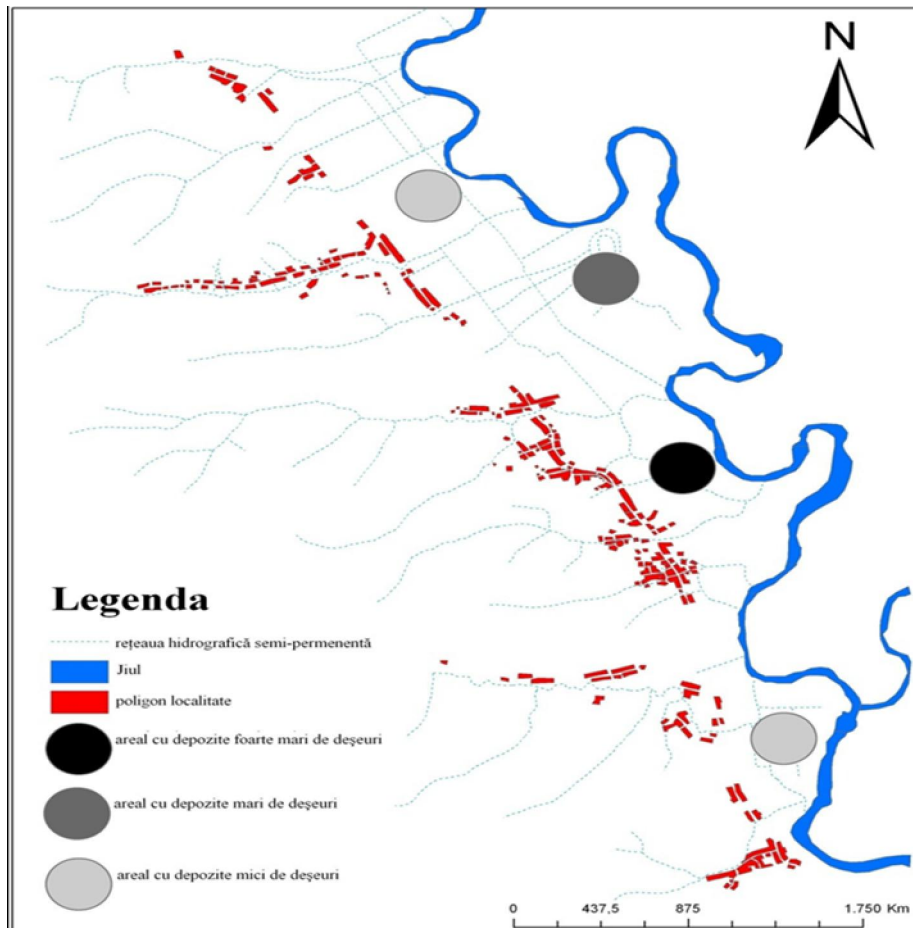 N
Legenda
rețeaua hidrografică semi-permenentă
Jiul
poligon localitate
areal cu depozite foarte mari de deșeuri
areal cu depozite mari de deșeuri
areal cu depozite mici de deșeuri
0 437,5 875 1.750 Km